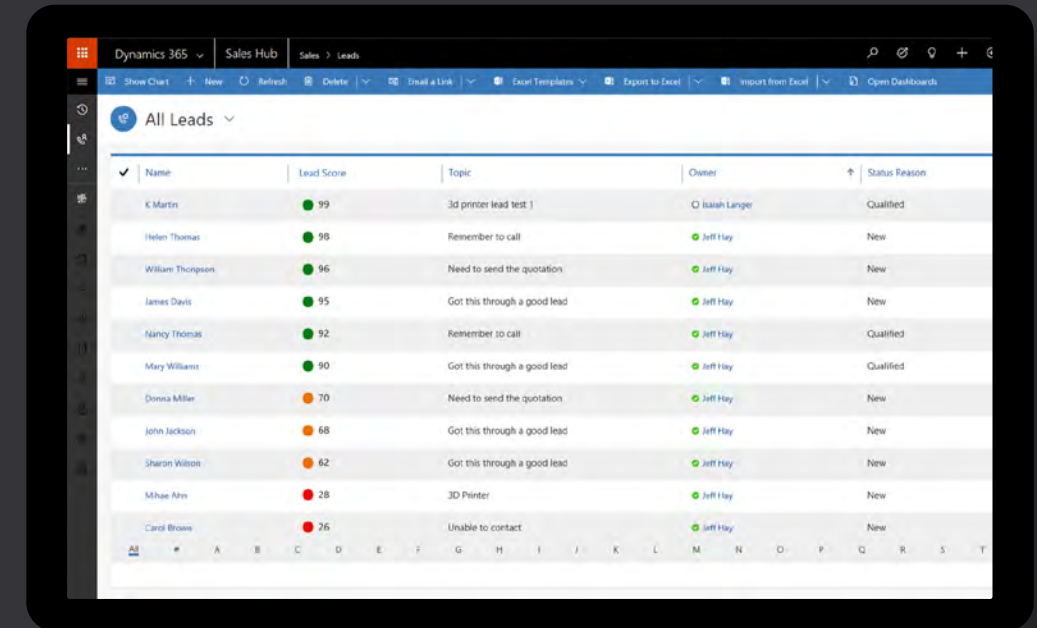 Dynamics 365 Sales Hub Sales > Leads
Show Chart New Refresh Delete Email a Link Excel Templates Export to Excel Import from Excel Open Dashboards
All Leads
Name Lead Score Topic Owner Status Reason
K Martin 99 3d printer lead test 1 Isaiah Langer Qualified
Helen Thomas 98 Remember to call Jeff Hay New
William Thonpson 96 Need to send the quotation Jeff Hay New
James Davis 95 Got this through a good lead Jeff Hay New
Nancy Thomas 92 Remember to call Jeff Hay Qualified
Mary Williams 90 Got this through a good lead Jeff Hay Qualified
Donna Miller 70 Need to send the quotation Jeff Hay New
John Jackson 68 Got this through a good lead Jeff Hay New
Sharon Wilson 62 Got this through a good lead Jeff Hay New
Mihae Ahn 28 3D Printer Jeff Hay New
Carol Brown 26 Unable to contact Jeff Hay New
All # A B C D E F G H I J K L M N O P Q R S T